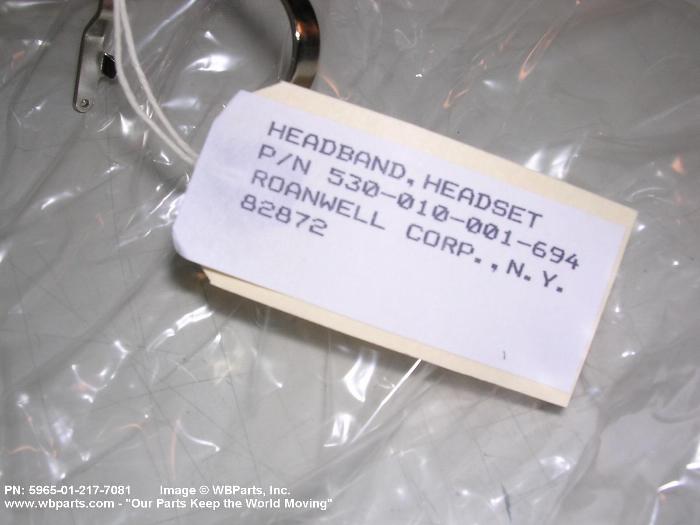 HEADBAND, HEADSET
P/N 530-010-001-694
ROANWELL CORP., N.Y.
82872
PN: 5965-01-217-7081 Image © WBParts, Inc.
www.wbparts.com - "Our Parts Keep the World Moving"